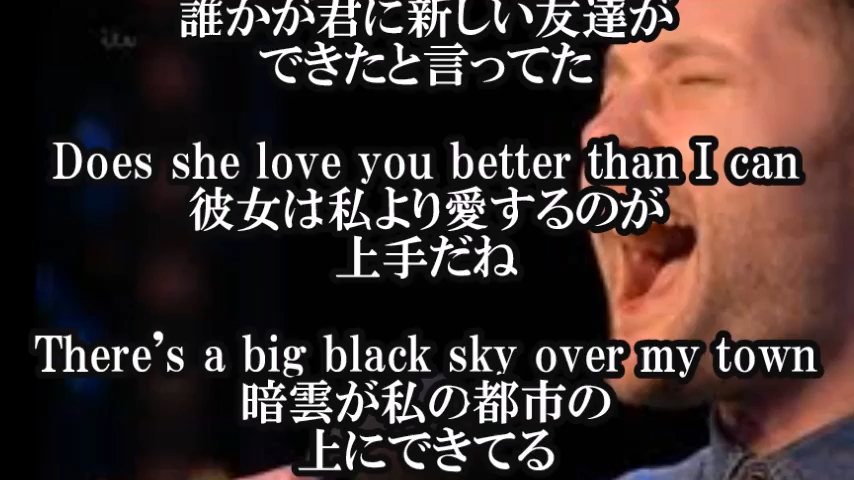 itv
誰かが君に新しい友達が
できたと言ってた
Does she love you better than I can
彼女は私より愛するのが
上手だね
There's a big black sky over my town
暗雲が私の都市の
上にできてる